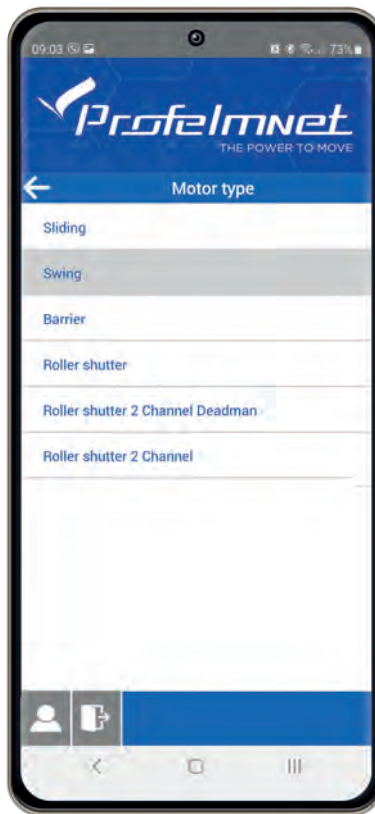 09:03
73%
Profelmnet
THE POWER TO MOVE
Motor type
Sliding
Swing
Barrier
Roller shutter
Roller shutter 2 Channel Deadman
Roller shutter 2 Channel